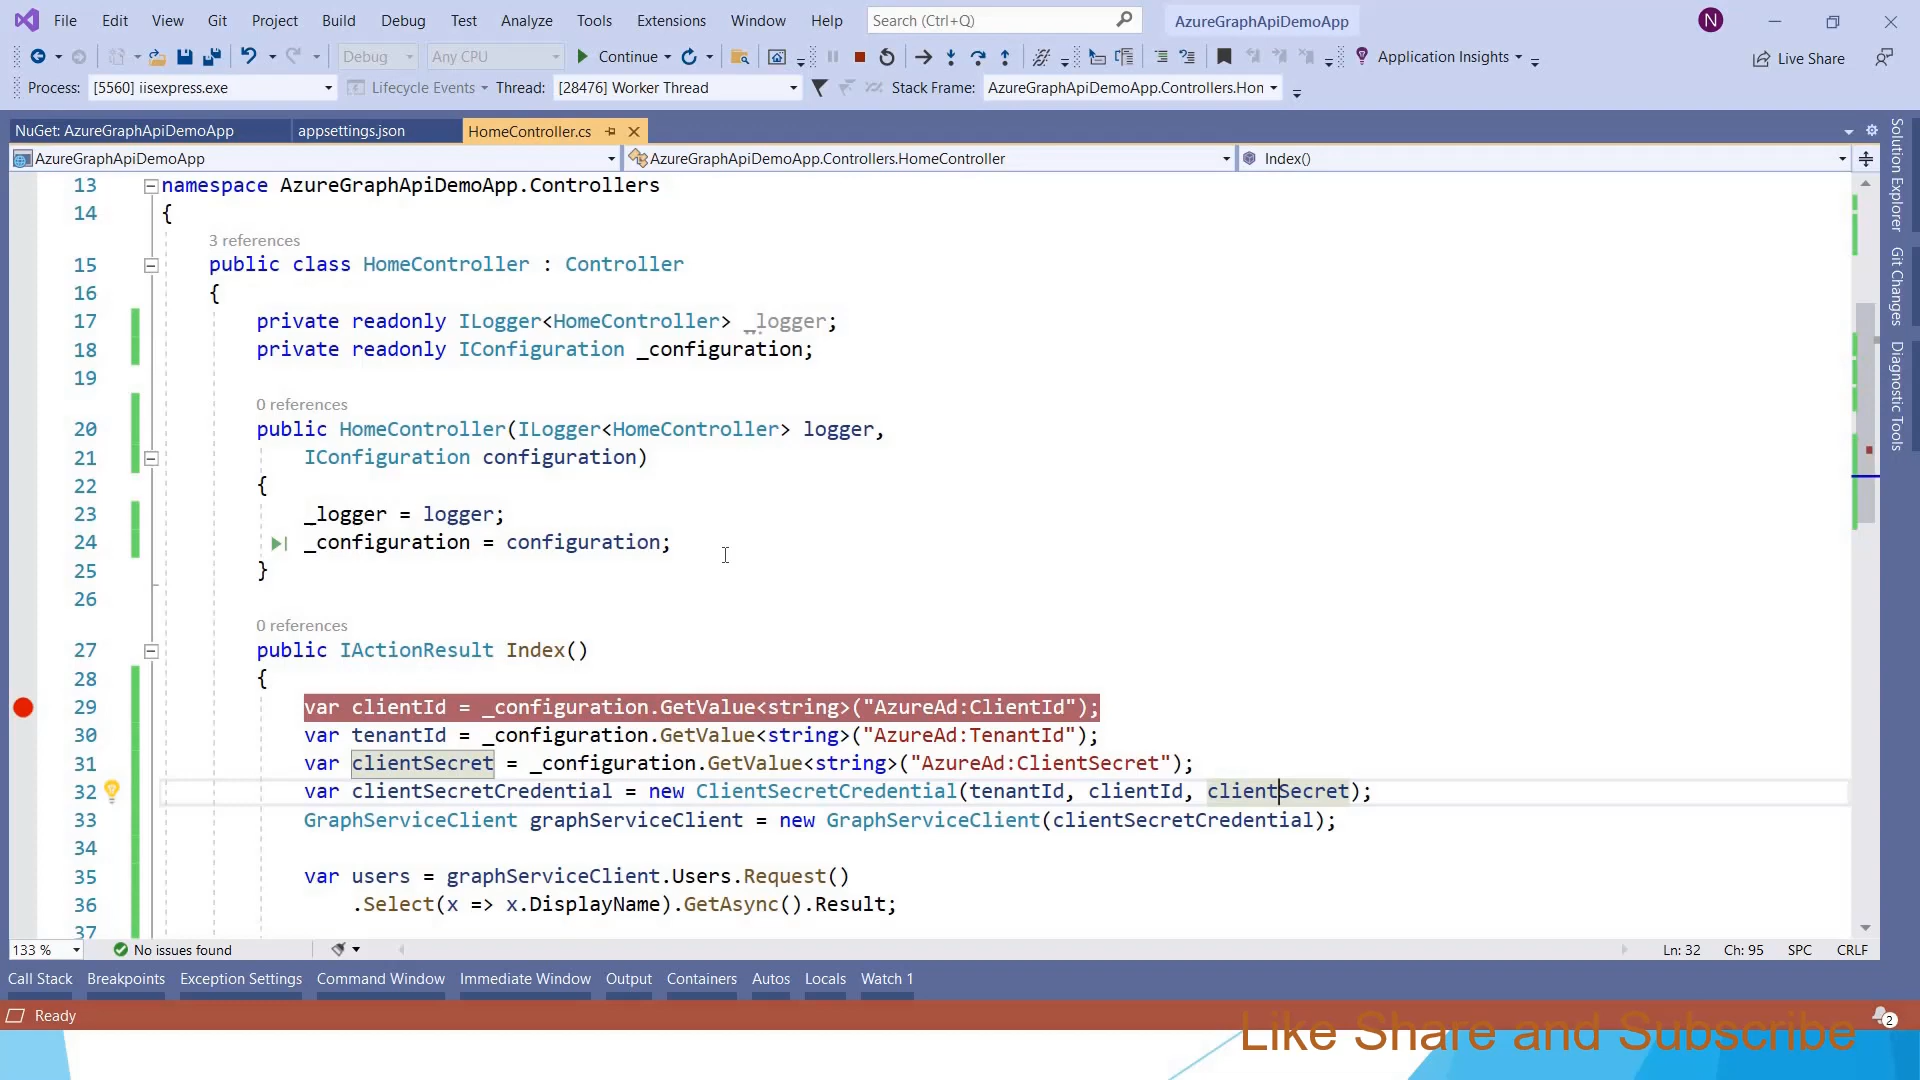 File Edit View Git Project Build Debug Test Analyze Tools Extensions Window Help Search (Ctrl+Q) AzureGraphApiDemoApp N
Debug Any CPU Continue Application Insights Live Share
Process: [5560] iisexpress.exe Lifecycle Events Thread: [28476] Worker Thread Stack Frame: AzureGraphApiDemoApp.Controllers.Hon
NuGet: AzureGraphApiDemoApp appsettings.json HomeController.cs
AzureGraphApiDemoApp AzureGraphApiDemoApp.Controllers.HomeController Index()
13 namespace AzureGraphApiDemoApp.Controllers
14 {
3 references
15 public class HomeController : Controller
16 {
17 private readonly ILogger<HomeController> _logger;
18 private readonly IConfiguration _configuration;
19
0 references
20 public HomeController(ILogger<HomeController> logger,
21 IConfiguration configuration)
22 {
23 _logger = logger;
24 _configuration = configuration;
25 }
26
0 references
27 public IActionResult Index()
28 {
29 var clientId = _configuration.GetValue<string>("AzureAd:ClientId");
30 var tenantId = _configuration.GetValue<string>("AzureAd:TenantId");
31 var clientSecret = _configuration.GetValue<string>("AzureAd:ClientSecret");
32 var clientSecretCredential = new ClientSecretCredential(tenantId, clientId, clientSecret);
33 GraphServiceClient graphServiceClient = new GraphServiceClient(clientSecretCredential);
34
35 var users = graphServiceClient.Users.Request()
36 .Select(x => x.DisplayName).GetAsync().Result;
37
Solution Explorer
Git Changes
Diagnostic Tools
133 % No issues found Ln: 32 Ch: 95 SPC CRLF
Call Stack Breakpoints Exception Settings Command Window Immediate Window Output Containers Autos Locals Watch 1
Ready 2
Like Share and Subscribe